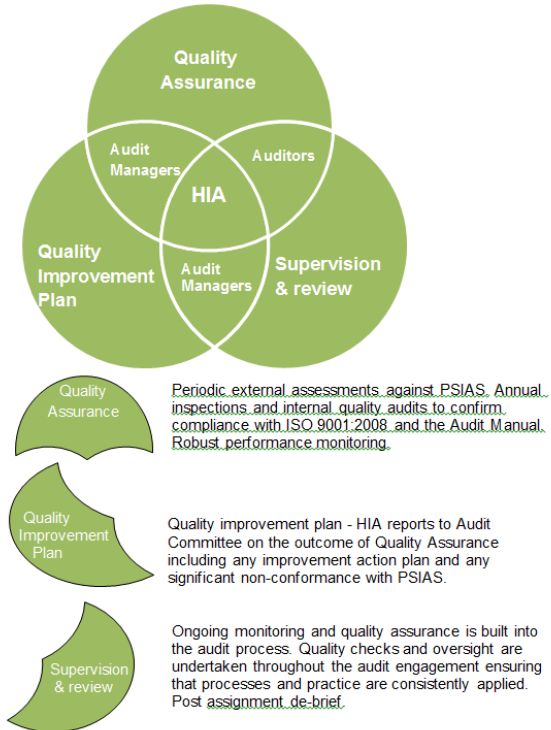 Quality
Assurance
Audit
Managers
Auditors
HIA
Quality
Improvement
Plan
Audit
Managers
Supervision
& review
Quality
Assurance
Periodic external assessments against PSIAS. Annual
inspections and internal quality audits to confirm
compliance with ISO 9001:2008 and the Audit Manual.
Robust performance monitoring.
Quality
Improvement
Plan
Quality improvement plan - HIA reports to Audit
Committee on the outcome of Quality Assurance
including any improvement action plan and any
significant non-conformance with PSIAS.
Supervision
& review
Ongoing monitoring and quality assurance is built into
the audit process. Quality checks and oversight are
undertaken throughout the audit engagement ensuring
that processes and practice are consistently applied.
Post assignment de-brief.